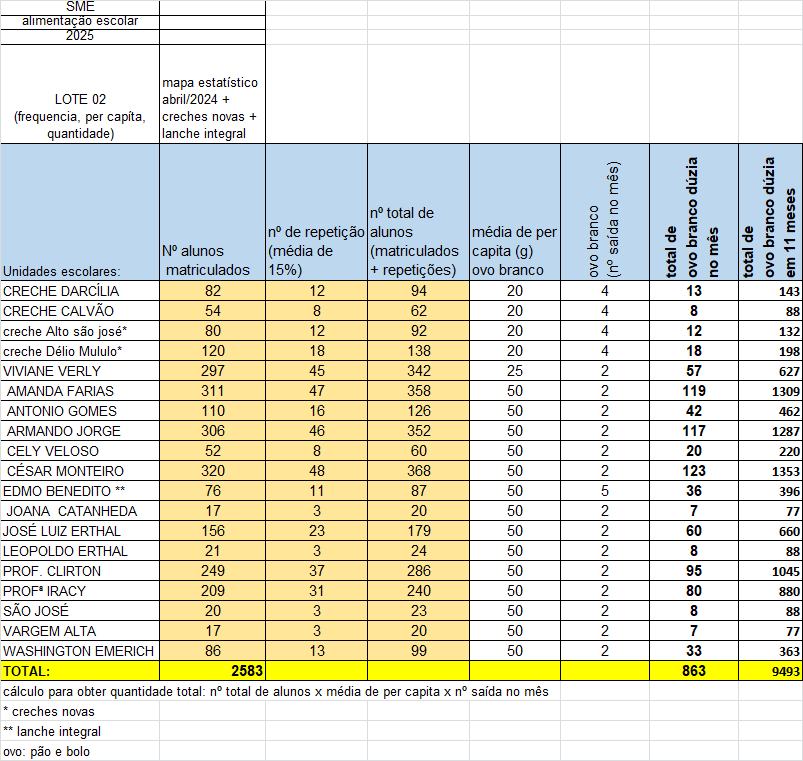 SME
alimentação escolar
2025
LOTE 02
(frequencia, per capíta,
quantidade)
mapa estatístico
abril/2024 +
creches novas +
lanche integral
Unidades escolares:
Nº alunos
matriculados
nº de repetição
(média de
15%)
nº total de
alunos
(matriculados
+ repetições)
média de per
capita (g)
ovo branco
ovo branco
(nº saída no mês)
total de
ovo branco dúzia
no mês
total de
ovo branco dúzia
em 11 meses
CRECHE DARCÍLIA 82 12 94 20 4 13 143
CRECHE CALVÃO 54 8 62 20 4 8 88
creche Alto são josé* 80 12 92 20 4 12 132
creche Délio Mululo* 120 18 138 20 4 18 198
VIVIANE VERLY 297 45 342 25 2 57 627
AMANDA FARIAS 311 47 358 50 2 119 1309
ANTONIO GOMES 110 16 126 50 2 42 462
ARMANDO JORGE 306 46 352 50 2 117 1287
CELY VELOSO 52 8 60 50 2 20 220
CÉSAR MONTEIRO 320 48 368 50 2 123 1353
EDMO BENEDITO ** 76 11 87 50 5 36 396
JOANA CATANHEDA 17 3 20 50 2 7 77
JOSÉ LUIZ ERTHAL 156 23 179 50 2 60 660
LEOPOLDO ERTHAL 21 3 24 50 2 8 88
PROF. CLIRTON 249 37 286 50 2 95 1045
PROFª IRACY 209 31 240 50 2 80 880
SÃO JOSÉ 20 3 23 50 2 8 88
VARGEM ALTA 17 3 20 50 2 7 77
WASHINGTON EMERICH 86 13 99 50 2 33 363
TOTAL: 2583 863 9493
cálculo para obter quantidade total: nº total de alunos x média de per capita x nº saída no mês
* creches novas
** lanche integral
ovo: pão e bolo